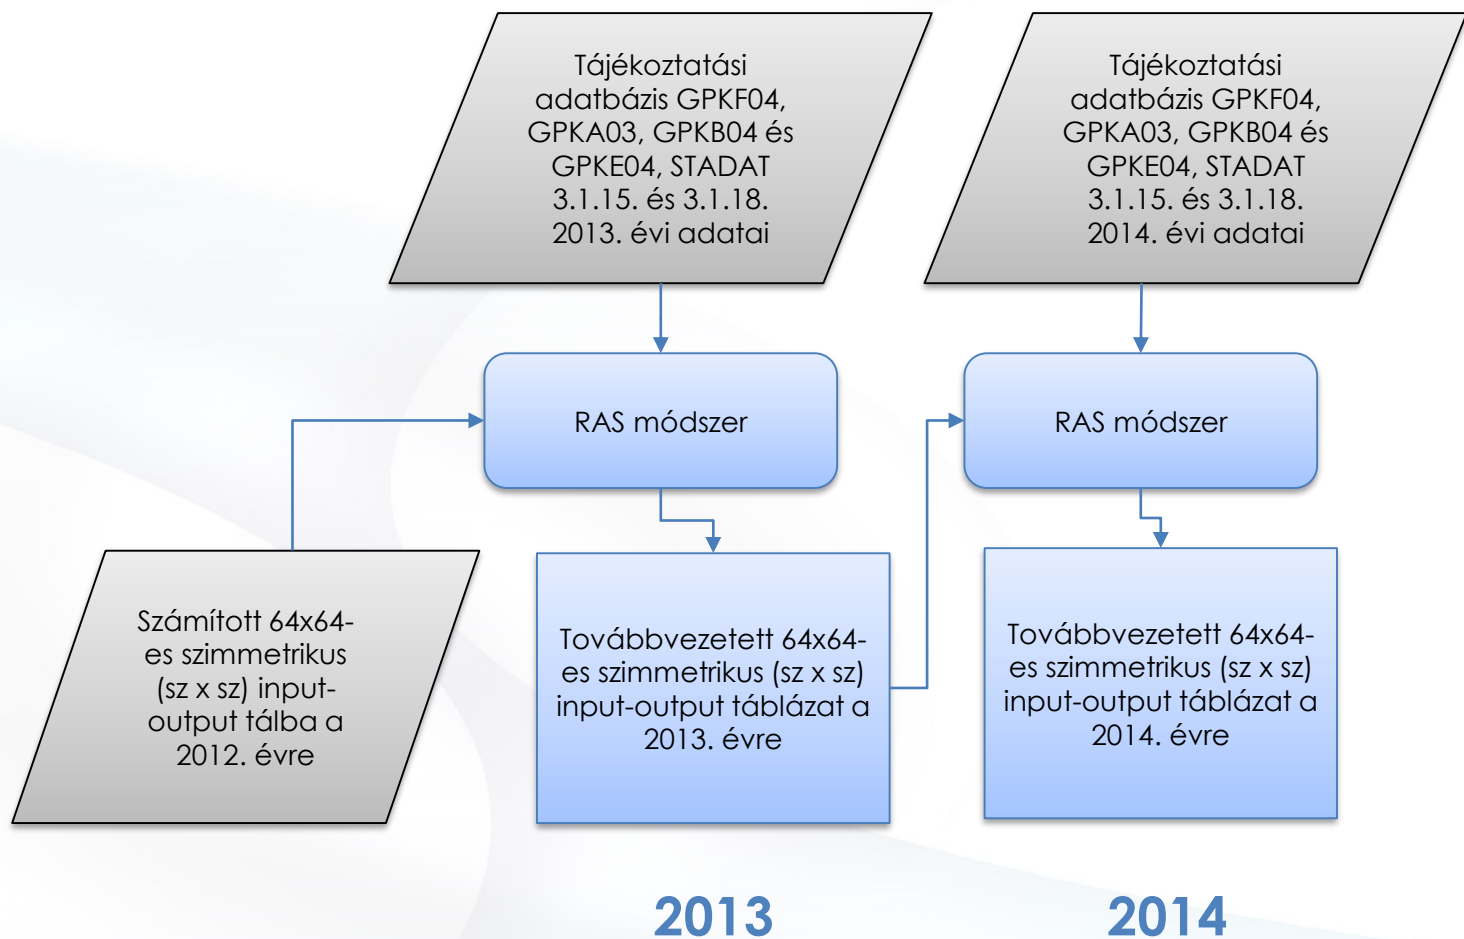 Tájékoztatási
adatbázis GPKF04,
GPKA03, GPKB04 és
GPKE04, STADAT
3.1.15. és 3.1.18.
2013. évi adatai
Tájékoztatási
adatbázis GPKF04,
GPKA03, GPKB04 és
GPKE04, STADAT
3.1.15. és 3.1.18.
2014. évi adatai
RAS módszer
RAS módszer
Számított 64x64-
es szimmetrikus
(sz x sz) input-
output tálba a
2012. évre
Továbbvezetett 64x64-
es szimmetrikus (sz x sz)
input-output táblázat a
2013. évre
Továbbvezetett 64x64-
es szimmetrikus (sz x sz)
input-output táblázat a
2014. évre
2013
2014